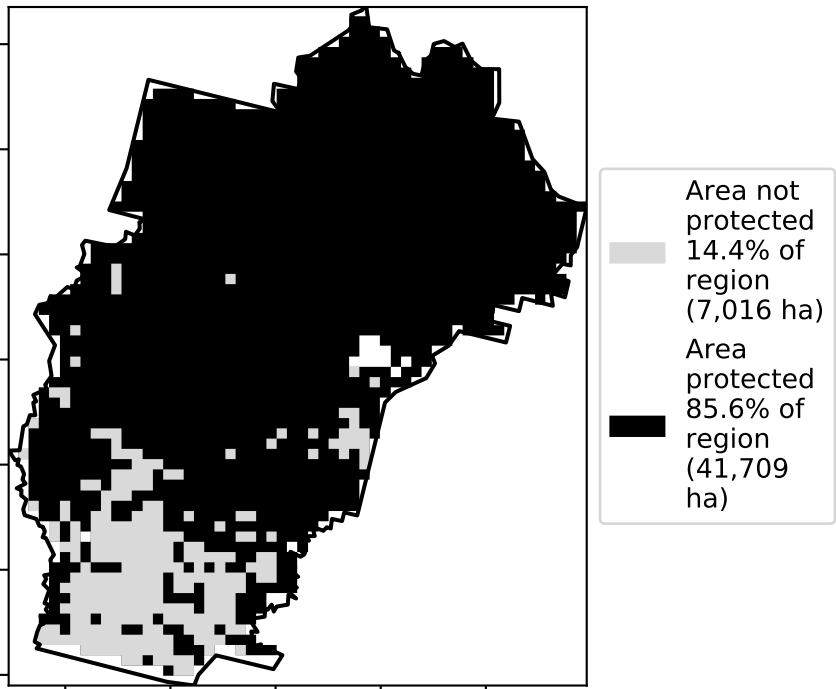 Area not
protected
14.4% of
region
(7,016 ha)
Area
protected
85.6% of
region
(41,709
ha)